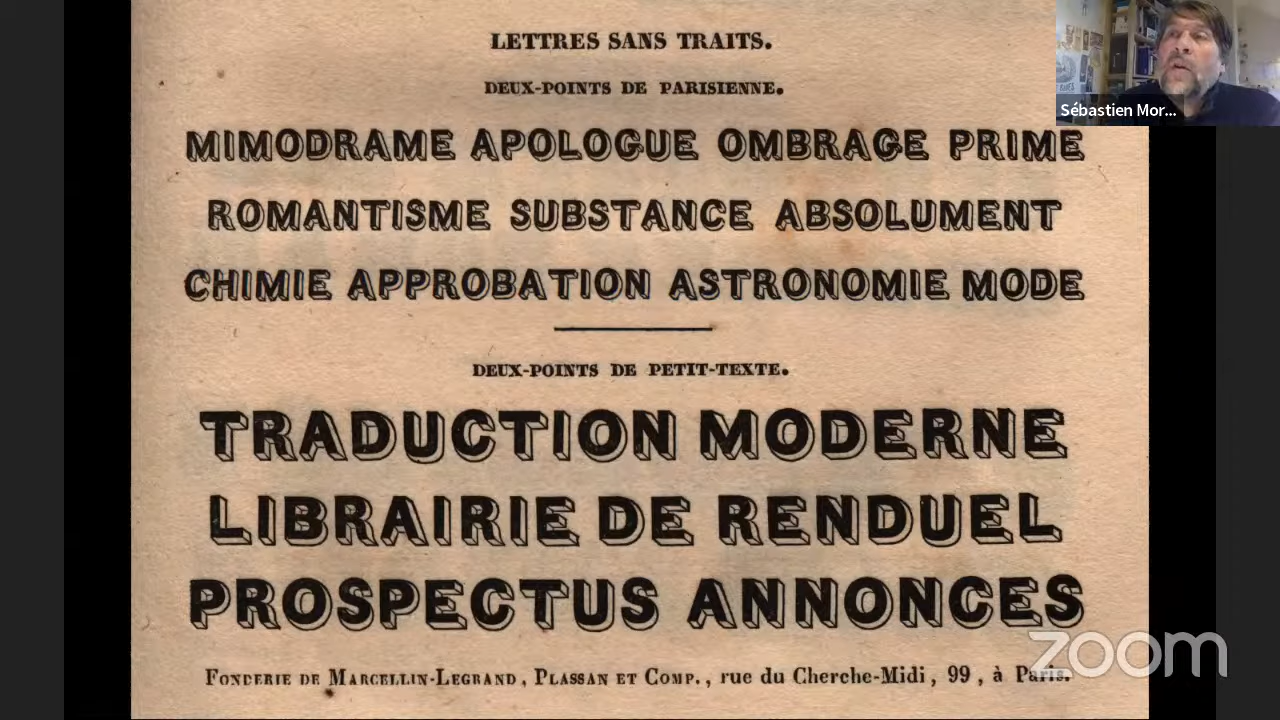 LETTRES SANS TRAITS.
DEUX-POINTS DE PARISIENNE.
MIMODRAME APOLOGUE OMBRAGE PRIME
ROMANTISME SUBSTANCE ABSOLUMENT
CHIMIE APPROBATION ASTRONOMIE MODE
DEUX-POINTS DE PETIT-TEXTE.
TRADUCTION MODERNE
LIBRAIRIE DE RENDUEL
PROSPECTUS ANNONCES
FONDERIE DE MARCELLIN-LEGRAND, PLASSAN ET COMP., rue du Cherche-Midi, 99, à Paris.
Sébastien Mor...
zoom